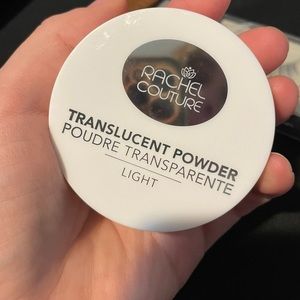 RACHEL
COUTURE
TRANSLUCENT POWDER
POUDRE TRANSPARENTE
LIGHT